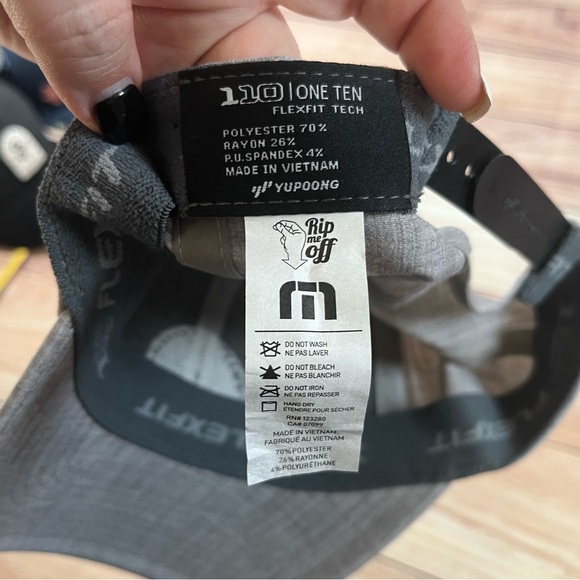 110 | ONE TEN
FLEXFIT TECH
POLYESTER 70%
RAYON 26%
P.U.SPANDEX 4%
MADE IN VIETNAM
YUPOONG
Rip
me
off
DO NOT WASH
NE PAS LAVER
DO NOT BLEACH
NE PAS BLANCHIR
DO NOT IRON
NE PAS REPASSER
HAND DRY
ÉTENDRE POUR SÉCHER
RN# 123280
CA# 07099
MADE IN VIETNAM
FABRIQUÉ AU VIETNAM
70% POLYESTER
26% RAYONNE
4% POLYURÉTHANE
FLEXFIT
FLEXFIT